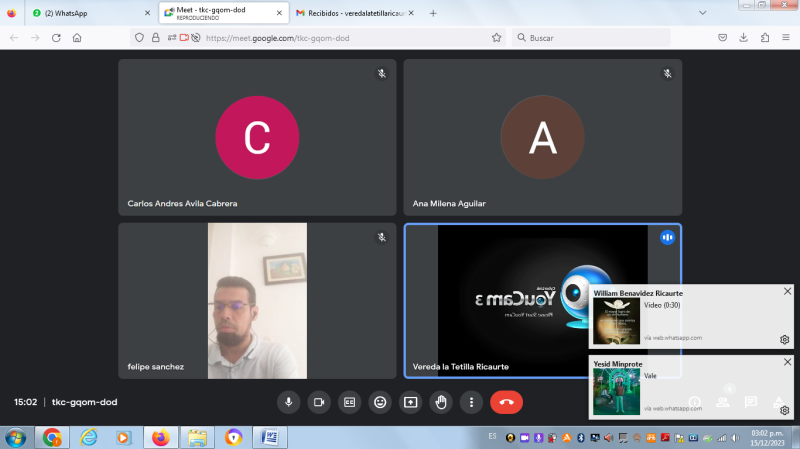 (2) WhatsApp
Meet - tkc-gqom-dod
REPRODUCIENDO
Recibidos - veredalatetillaricaur
https://meet.google.com/tkc-gqom-dod
Buscar
C
Carlos Andres Avila Cabrera
A
Ana Milena Aguilar
felipe sanchez
CyberLink
YouCam 3
Please Start YouCam
Vereda la Tetilla Ricaurte
William Benavidez Ricaurte
Video (0:30)
via web.whatsapp.com
Yesid Minprote
Vale
via web.whatsapp.com
15:02 | tkc-gqom-dod
ES
03:02 p.m.
15/12/2023